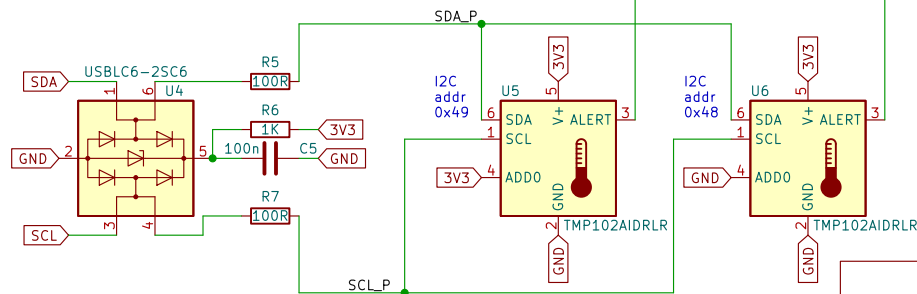 SDA_P
USBLC6-2SC6
R5
SDA
1
6
U4
100R
3V3
3V3
I2C
addr
0x49
U5
5
I2C
addr
0x48
U6
5
R6
1K
3V3
6
SDA
V+
ALERT
3
6
SDA
V+
ALERT
3
1
SCL
1
SCL
GND
2
5
100n
C5
GND
3V3
4
ADD0
GND
4
ADD0
R7
100R
GND
GND
SCL
3
4
2
TMP102AIDRLR
2
TMP102AIDRLR
GND
GND
SCL_P